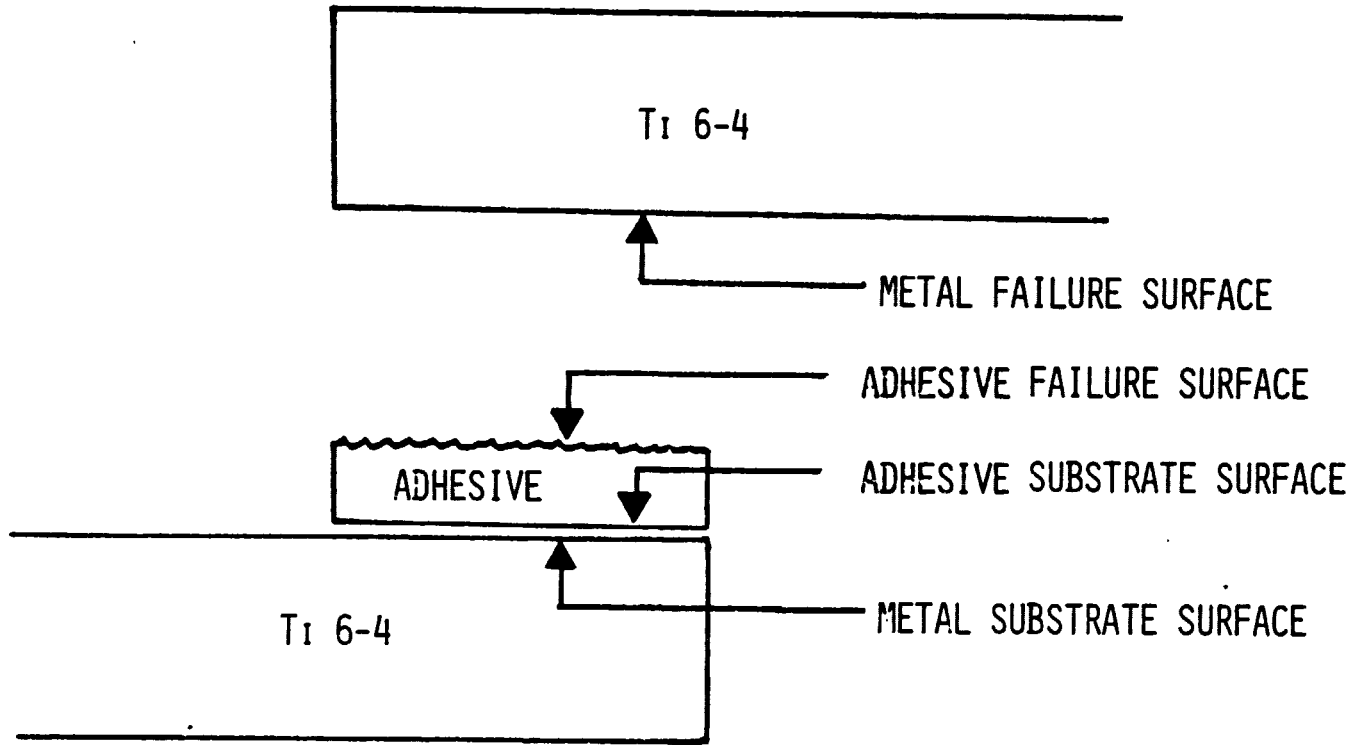 TI 6-4
METAL FAILURE SURFACE
ADHESIVE FAILURE SURFACE
ADHESIVE
ADHESIVE SUBSTRATE SURFACE
TI 6-4
METAL SUBSTRATE SURFACE